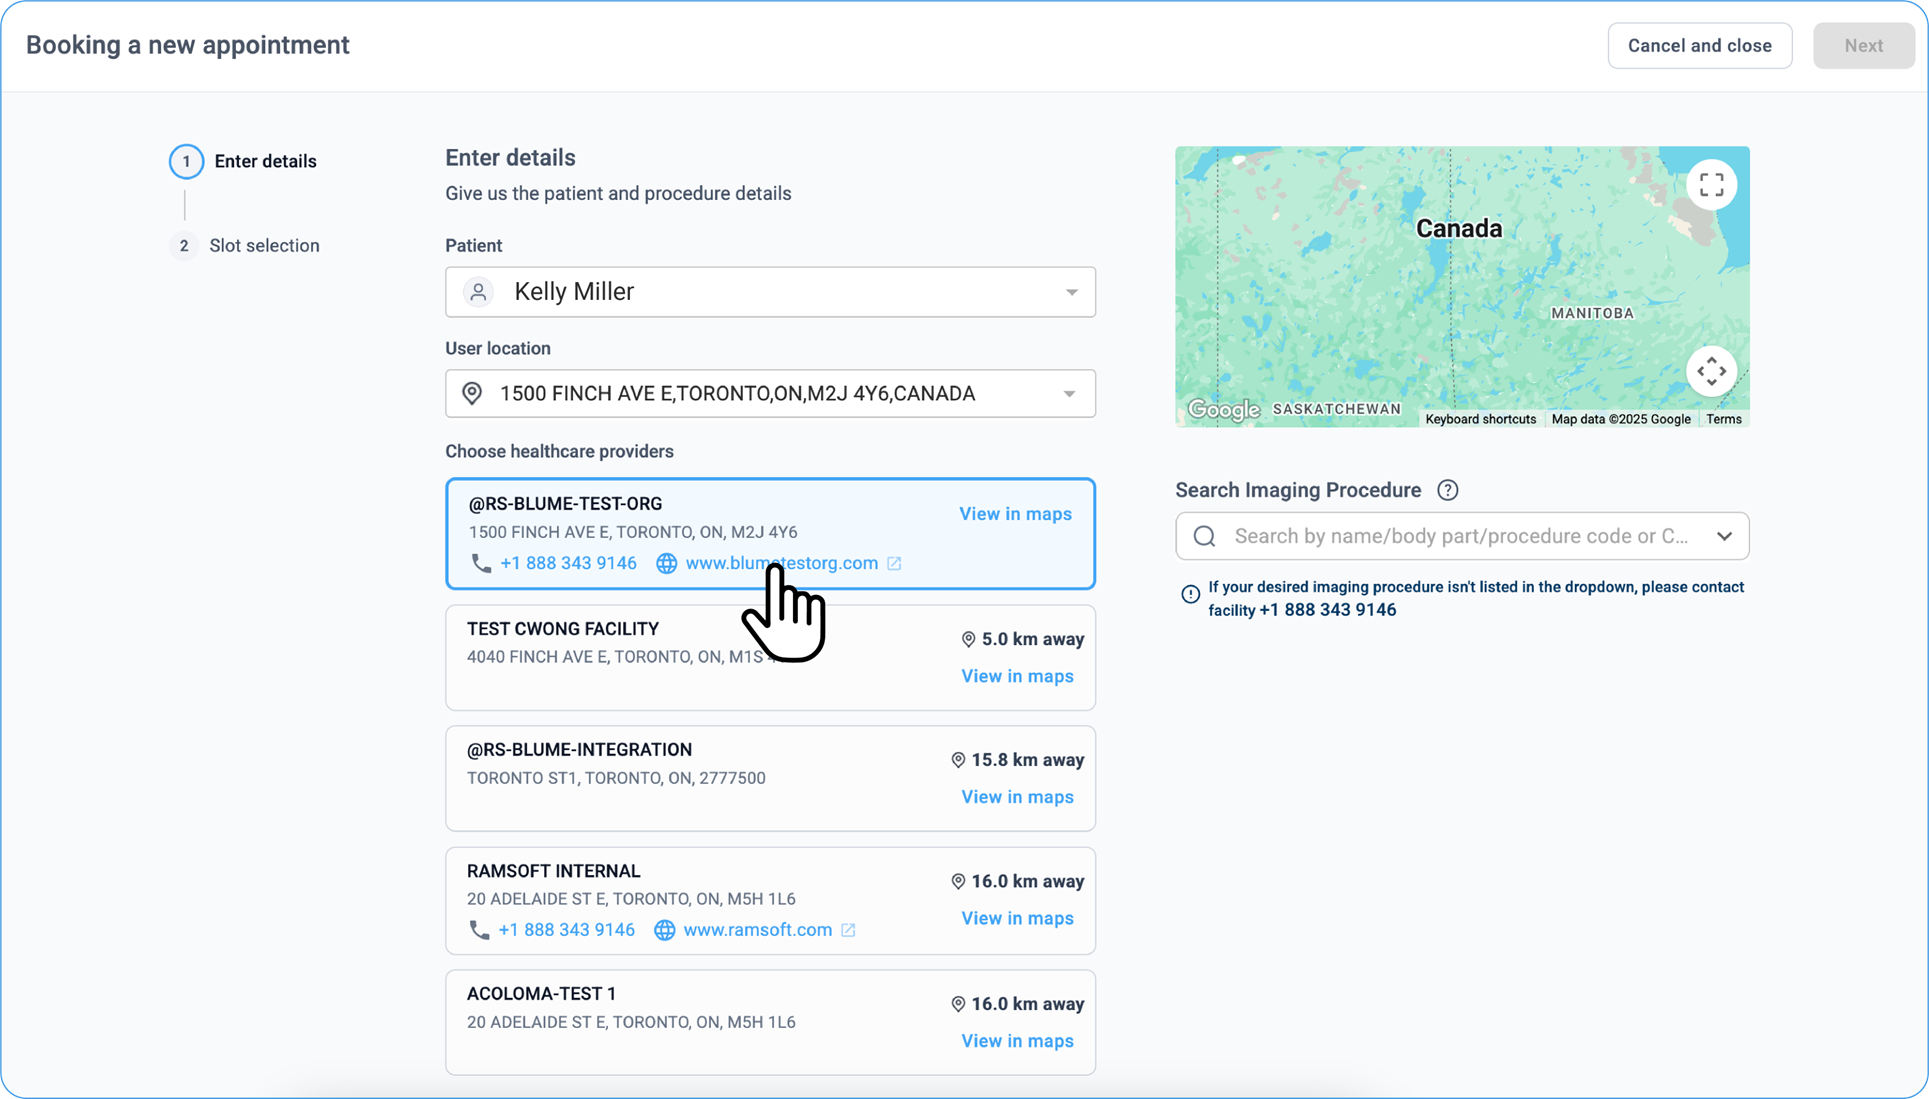 Booking a new appointment
Cancel and close
Next
1 Enter details
2 Slot selection
Enter details
Give us the patient and procedure details
Patient
Kelly Miller
User location
1500 FINCH AVE E,TORONTO,ON,M2J 4Y6,CANADA
Choose healthcare providers
@RS-BLUME-TEST-ORG
View in maps
1500 FINCH AVE E, TORONTO, ON, M2J 4Y6
+1 888 343 9146 www.blumetestorg.com
TEST CWONG FACILITY
5.0 km away
4040 FINCH AVE E, TORONTO, ON, M1S
View in maps
@RS-BLUME-INTEGRATION
15.8 km away
TORONTO ST1, TORONTO, ON, 2777500
View in maps
RAMSOFT INTERNAL
16.0 km away
20 ADELAIDE ST E, TORONTO, ON, M5H 1L6
View in maps
+1 888 343 9146 www.ramsoft.com
ACOLOMA-TEST 1
16.0 km away
20 ADELAIDE ST E, TORONTO, ON, M5H 1L6
View in maps
Canada
MANITOBA
SASKATCHEWAN
Google
Keyboard shortcuts Map data ©2025 Google Terms
Search Imaging Procedure
Search by name/body part/procedure code or C...
If your desired imaging procedure isn't listed in the dropdown, please contact
facility +1 888 343 9146